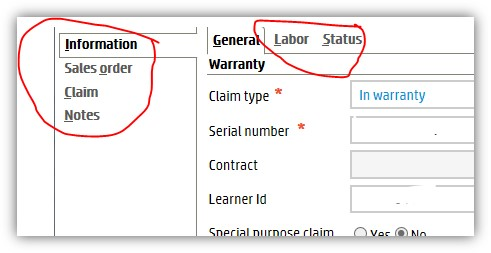 Information
Sales order
Claim
Notes
General Labor Status
Warranty
Claim type *
In warranty
Serial number *
Contract
Learner Id
Special purpose claim
Yes No